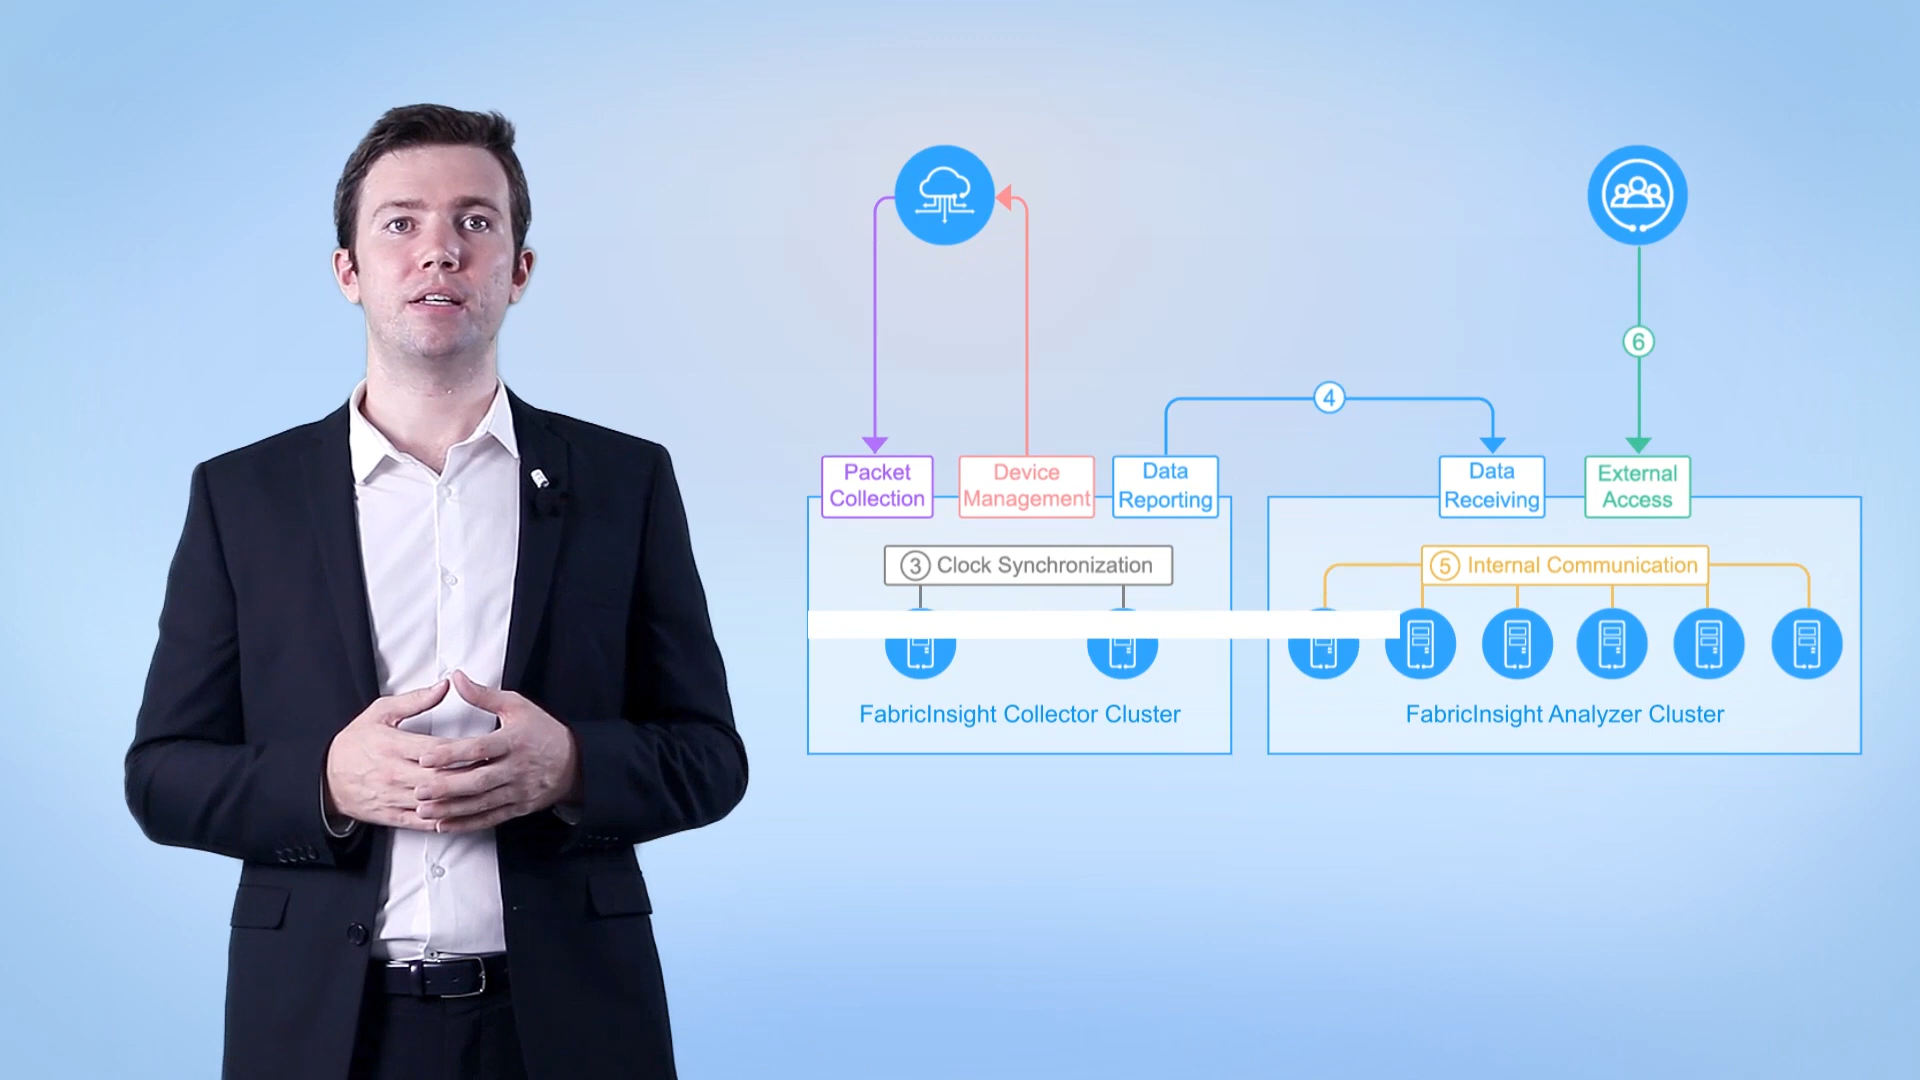 6
4
Packet
Collection
Device
Management
Data
Reporting
Data
Receiving
External
Access
3 Clock Synchronization
5 Internal Communication
FabricInsight Collector Cluster
FabricInsight Analyzer Cluster